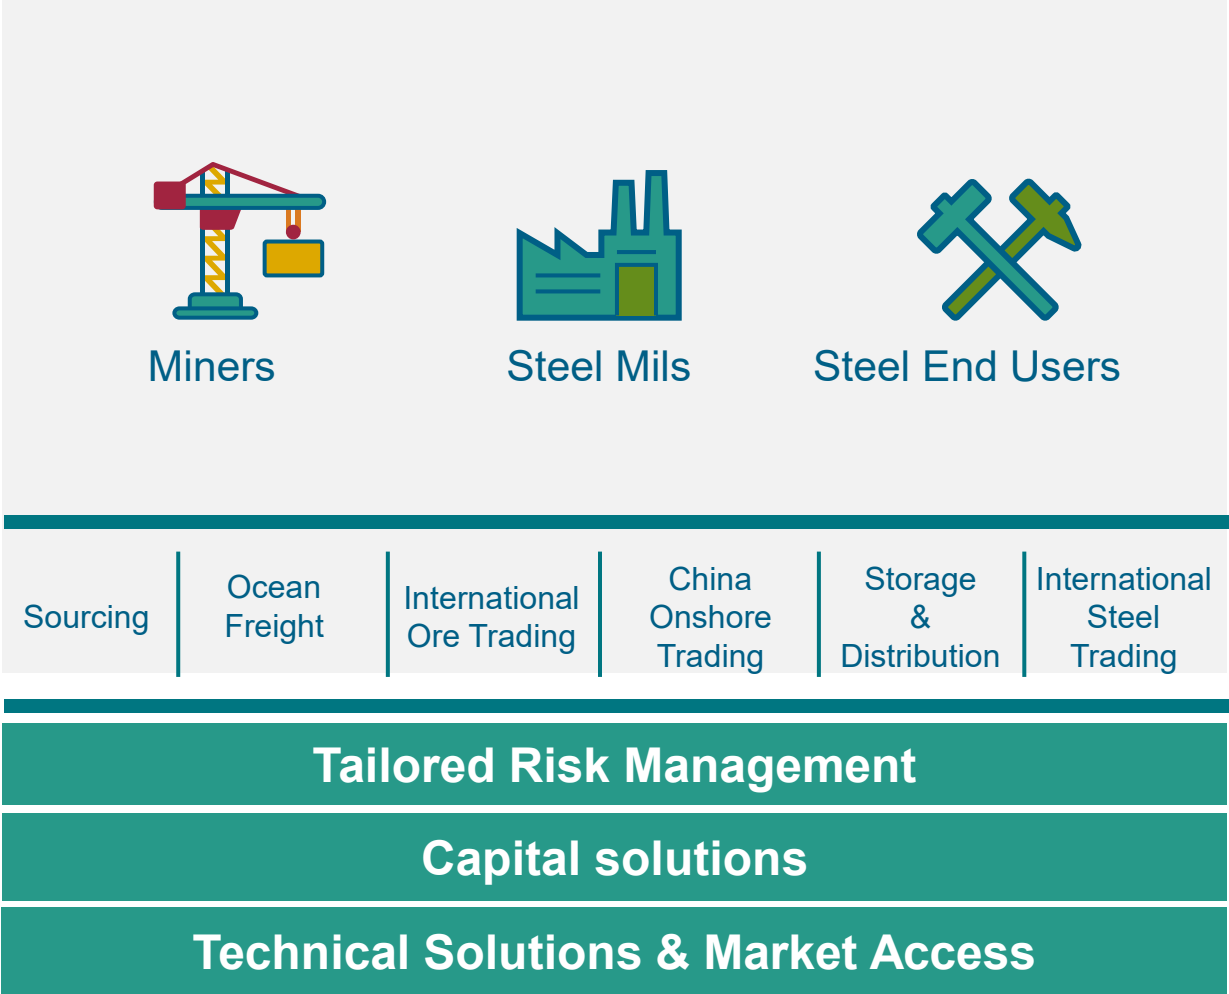 Miners
Steel Mils
Steel End Users
Sourcing
Ocean
Freight
International
Ore Trading
China
Onshore
Trading
Storage
&
Distribution
International
Steel
Trading
Tailored Risk Management
Capital solutions
Technical Solutions & Market Access